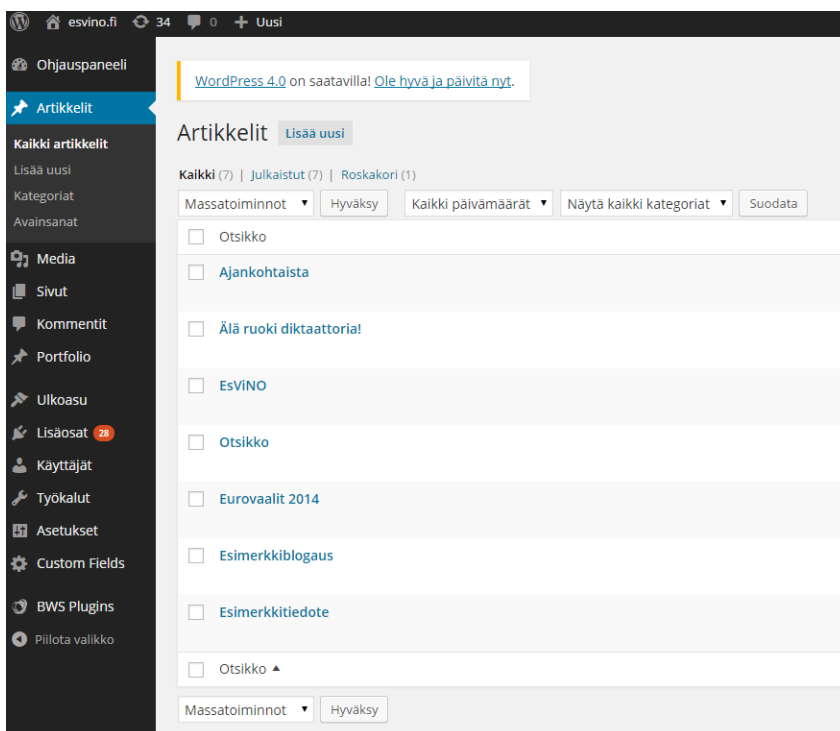 esvino.fi 34 0 + Uusi
Ohjauspaneeli
Artikkelit
Kaikki artikkelit
Lisää uusi
Kategoriat
Avainsanat
Media
Sivut
Kommentit
Portfolio
Ulkoasu
Lisäosat 28
Käyttäjät
Työkalut
Asetukset
Custom Fields
BWS Plugins
Piilota valikko
WordPress 4.0 on saatavilla! Ole hyvä ja päivitä nyt.
Artikkelit Lisää uusi
Kaikki (7) | Julkaistut (7) | Roskakori (1)
Massatoiminnot Hyväksy Kaikki päivämäärät Näytä kaikki kategoriat Suodata
Otsikko
Ajankohtaista
Älä ruoki diktaattoria!
EsViNO
Otsikko
Eurovaalit 2014
Esimerkkiblogaus
Esimerkkitiedote
Otsikko
Massatoiminnot Hyväksy